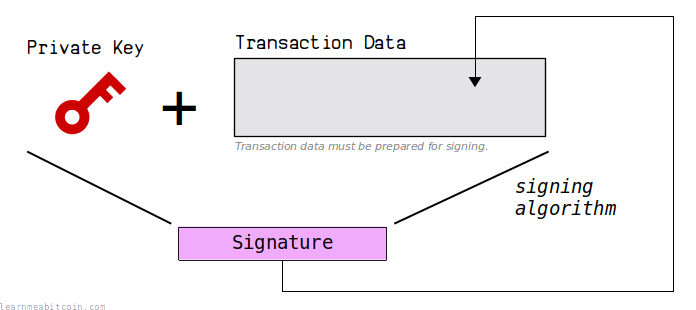 Private Key
Transaction Data
+
Transaction data must be prepared for signing.
signing
algorithm
Signature
learnmeabitcoin.com